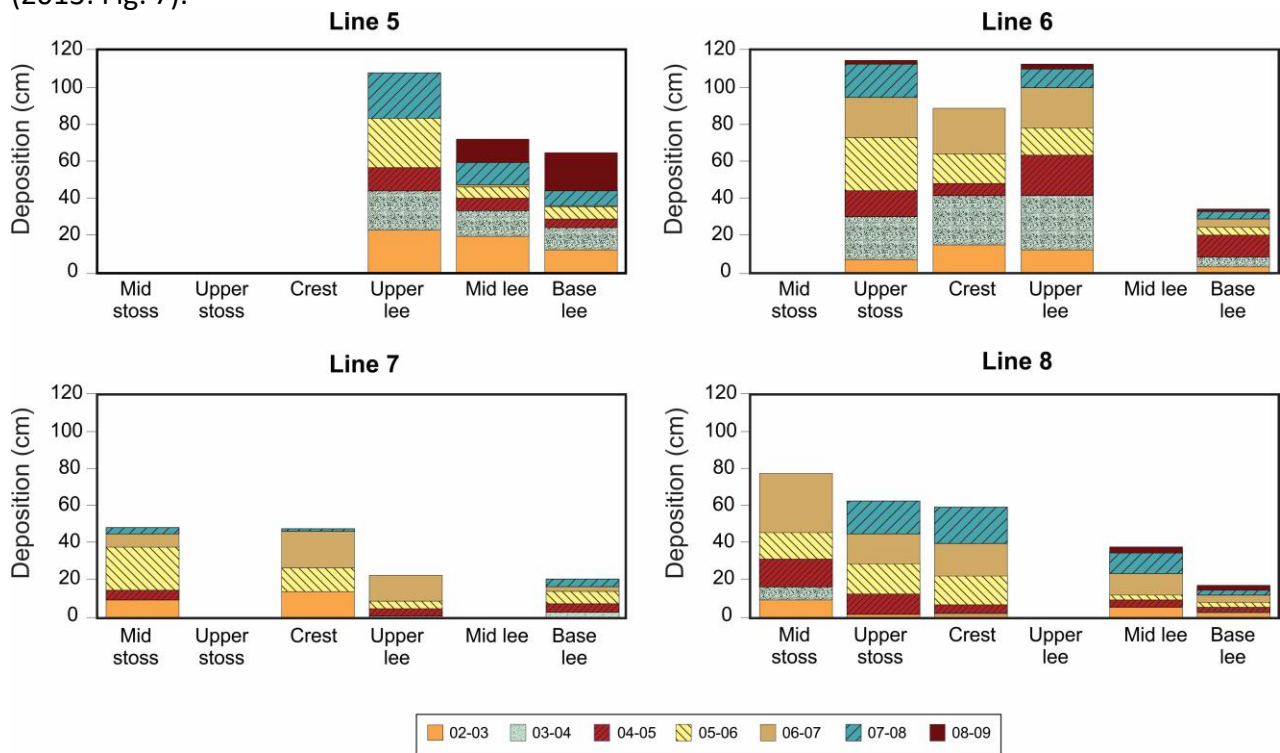 (2015: Fig. 7).
Line 5
Deposition (cm)
120
100
80
60
40
20
0
Mid stoss
Upper stoss
Crest
Upper lee
Mid lee
Base lee
Line 6
Deposition (cm)
120
100
80
60
40
20
0
Mid stoss
Upper stoss
Crest
Upper lee
Mid lee
Base lee
Line 7
Deposition (cm)
120
100
80
60
40
20
0
Mid stoss
Upper stoss
Crest
Upper lee
Mid lee
Base lee
Line 8
Deposition (cm)
120
100
80
60
40
20
0
Mid stoss
Upper stoss
Crest
Upper lee
Mid lee
Base lee
02-03 03-04 04-05 05-06 06-07 07-08 08-09